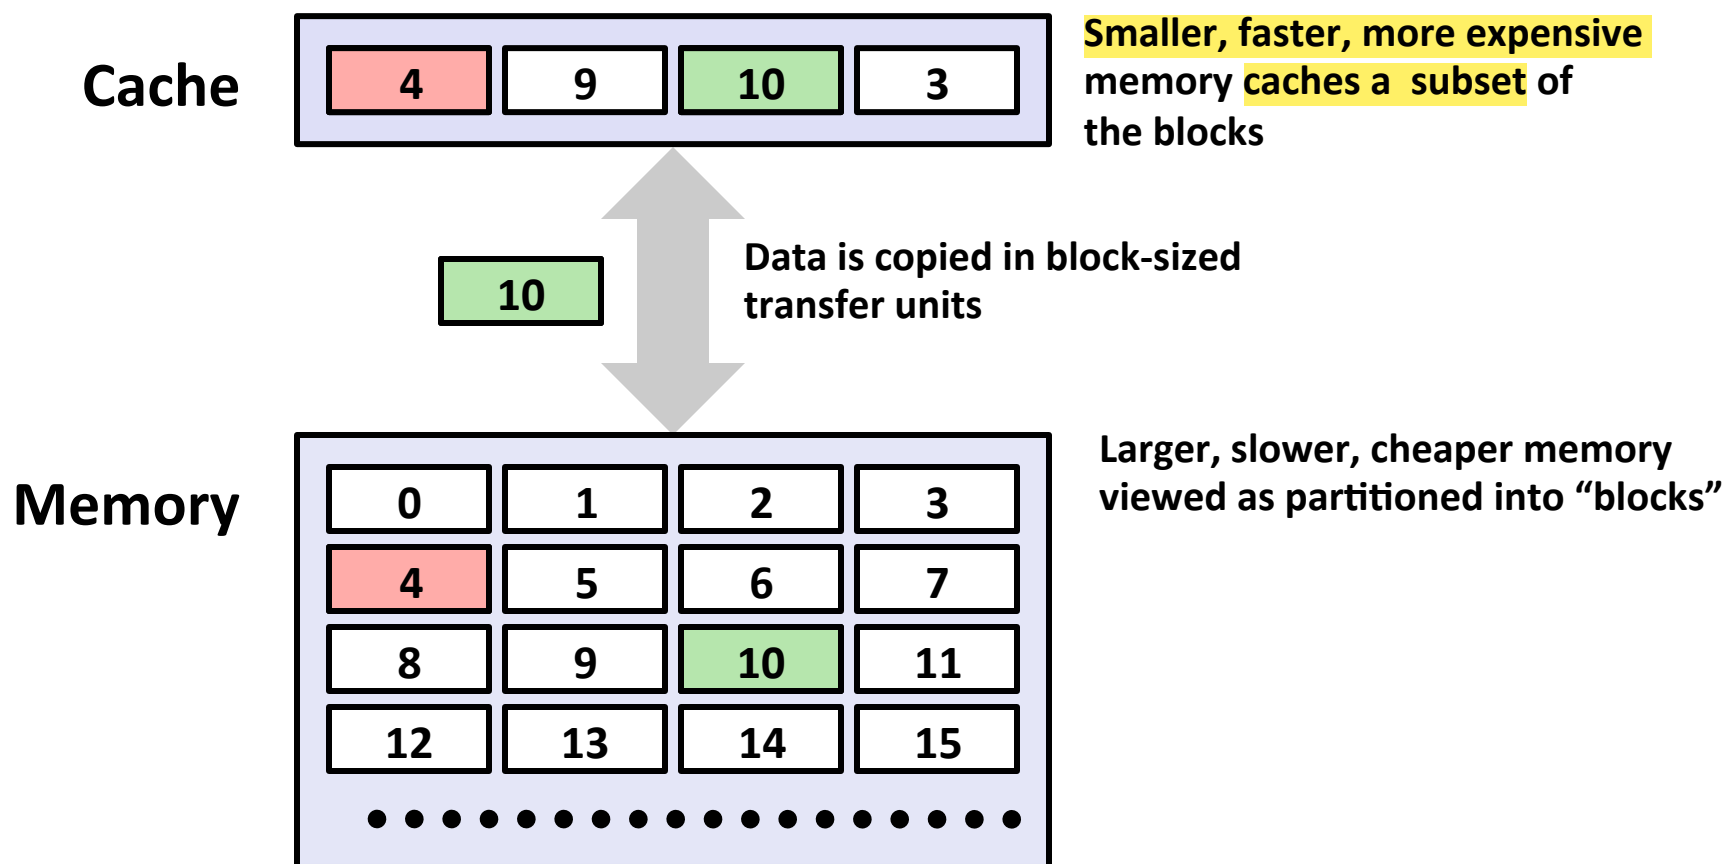 Cache
4 9 10 3
Smaller, faster, more expensive
memory caches a subset of
the blocks
10
Data is copied in block-sized
transfer units
Memory
0 1 2 3
4 5 6 7
8 9 10 11
12 13 14 15
Larger, slower, cheaper memory
viewed as partitioned into “blocks”